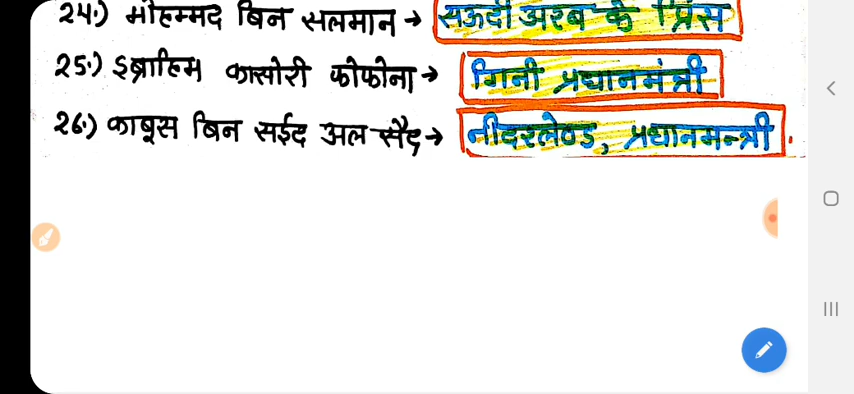 24.) मोहम्मद बिन सलमान → सऊदी अरब के प्रिंस
25.) इब्राहिम कासोरी फोफोना → गिनी प्रधानमंत्री
26.) काबूस बिन सईद अल सैद → नीदरलैण्ड, प्रधानमन्त्री.